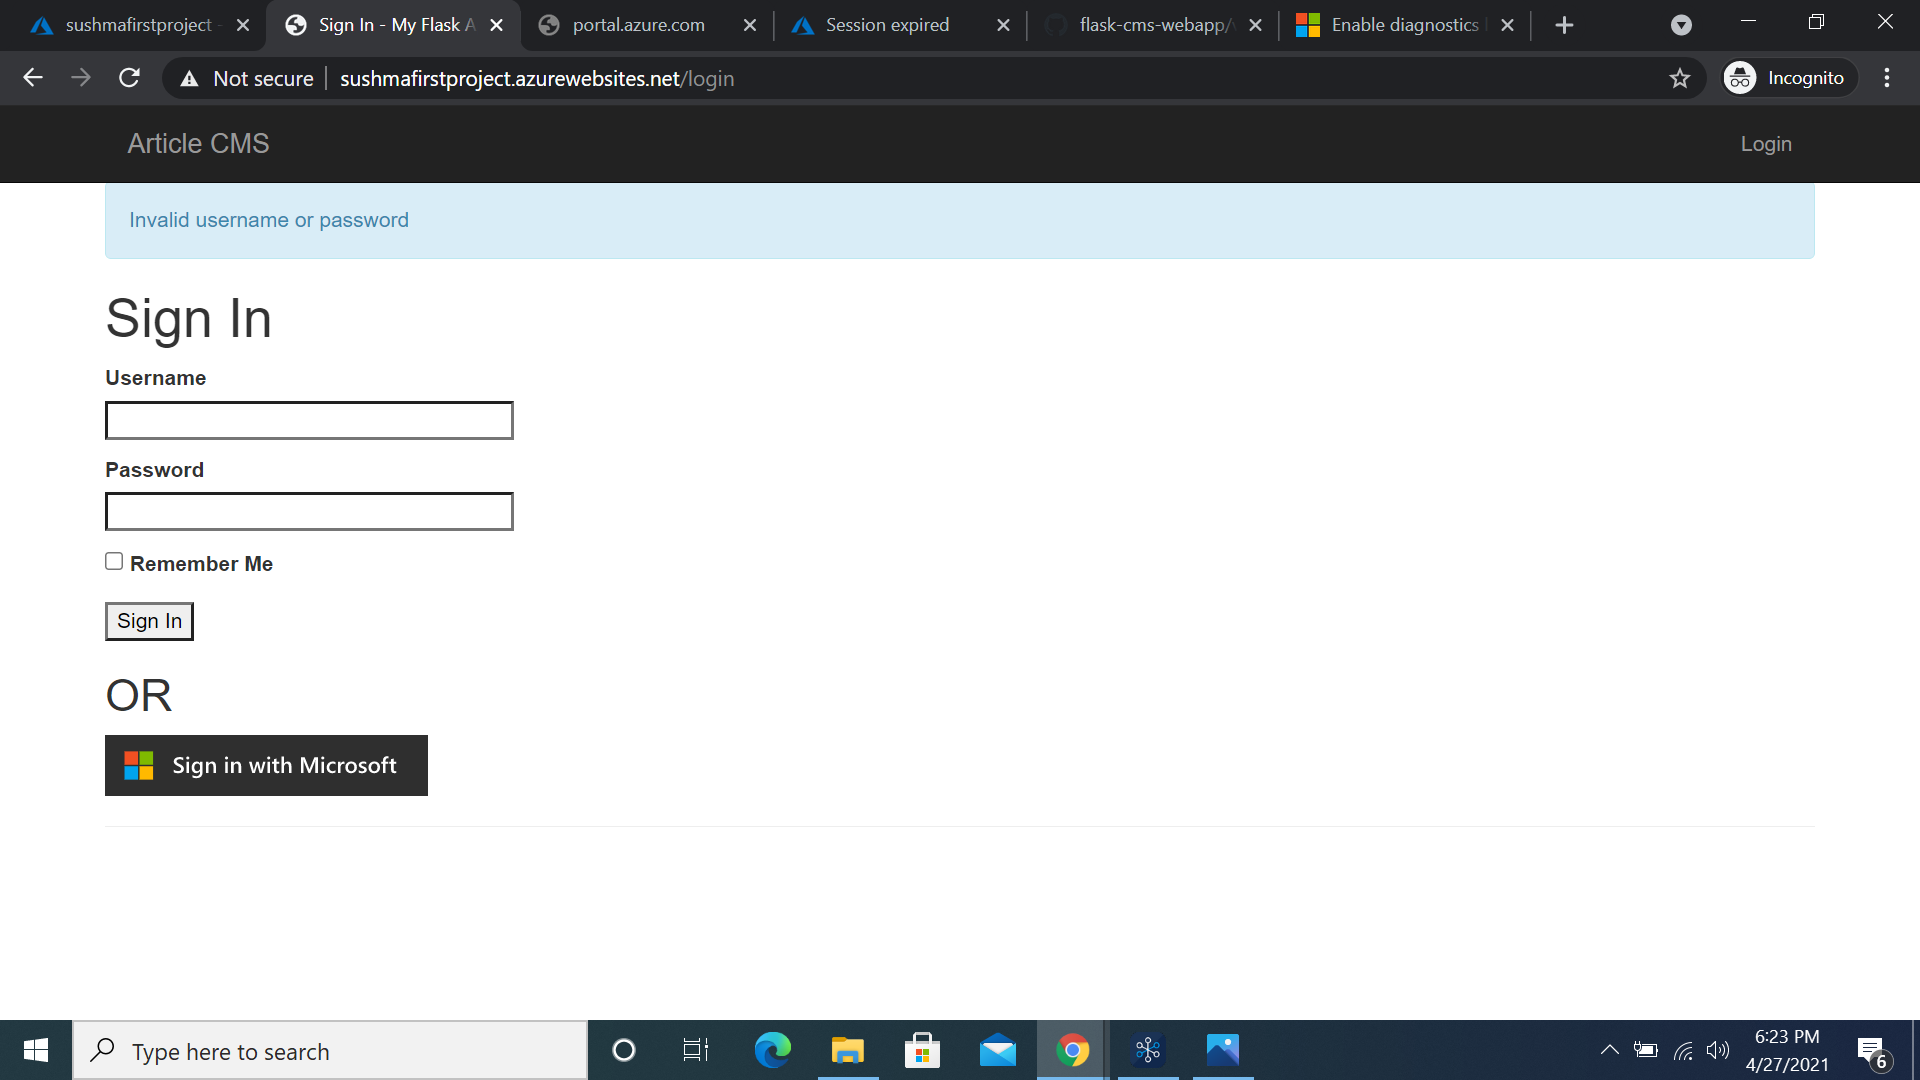 sushmafirstproject -
Sign In - My Flask A
portal.azure.com
Session expired
flask-cms-webapp/
Enable diagnostics
Not secure
sushmafirstproject.azurewebsites.net/login
Incognito
Article CMS
Login
Invalid username or password
Sign In
Username
Password
Remember Me
Sign In
OR
Sign in with Microsoft
Type here to search
6:23 PM
4/27/2021
6